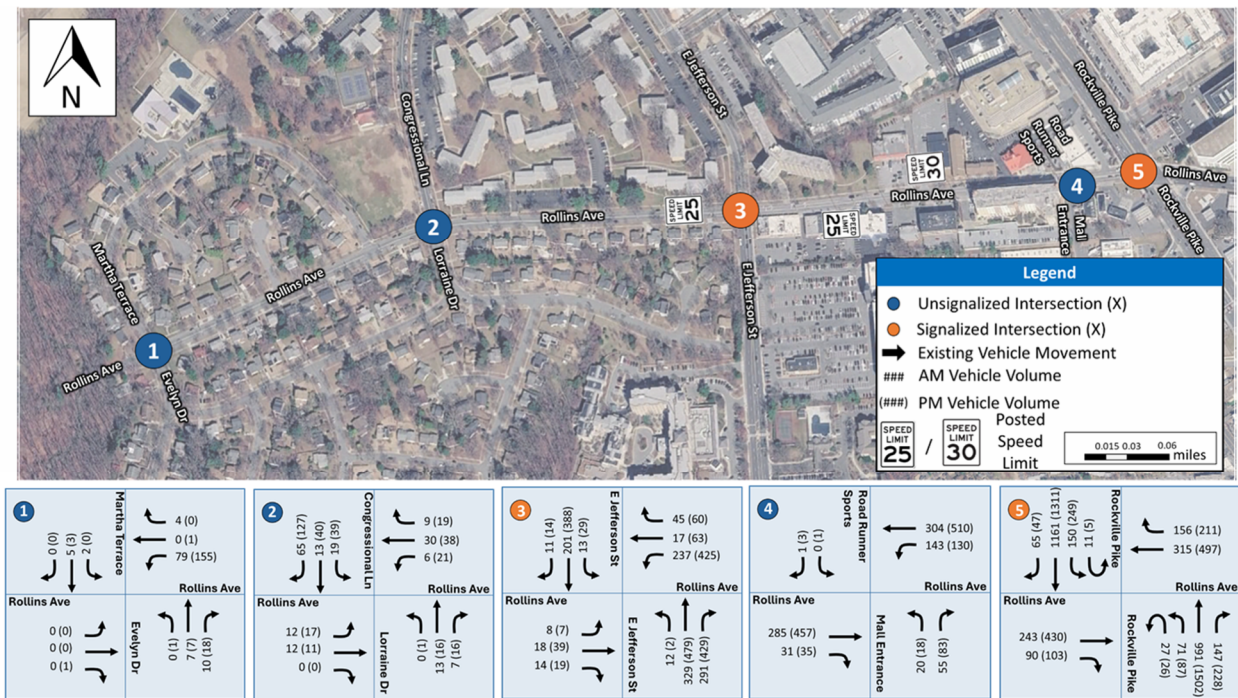 N
Congressional Ln
E Jefferson St
Rockville Pike
Road
Runner
Sports
SPEED
LIMIT
30
5
Rollins Ave
4
Rollins Ave
Rollins Ave
SPEED
LIMIT
25
3
SPEED
LIMIT
25
Mall
Entrance
Rockville Pike
2
Martha Terrace
Rollins Ave
Lorraine Dr
E Jefferson St
1
Rollins Ave
Evelyn Dr
Legend
Unsignalized Intersection (X)
Signalized Intersection (X)
Existing Vehicle Movement
### AM Vehicle Volume
(###) PM Vehicle Volume
SPEED
LIMIT
25
/
SPEED
LIMIT
30
Posted
Speed
Limit
0.015 0.03 0.06
miles
1
Martha Terrace
0 (0)
5 (3)
2 (0)
4 (0)
0 (1)
79 (155)
Rollins Ave
Rollins Ave
0 (0)
0 (0)
0 (1)
Evelyn Dr
0 (1)
7 (7)
10 (18)
2
Congressional Ln
65 (127)
13 (40)
19 (39)
9 (19)
30 (38)
6 (21)
Rollins Ave
Rollins Ave
12 (17)
12 (11)
0 (0)
Lorraine Dr
0 (1)
13 (16)
7 (16)
3
E Jefferson St
11 (14)
201 (388)
13 (29)
45 (60)
17 (63)
237 (425)
Rollins Ave
Rollins Ave
8 (7)
18 (39)
14 (19)
E Jefferson St
12 (2)
329 (479)
291 (429)
4
Road Runner
Sports
1 (3)
0 (1)
304 (510)
143 (130)
Rollins Ave
Rollins Ave
285 (457)
31 (35)
Mall Entrance
20 (18)
55 (83)
5
Rockville Pike
65 (47)
1161 (1311)
150 (249)
11 (5)
156 (211)
315 (497)
Rollins Ave
Rollins Ave
243 (430)
90 (103)
Rockville Pike
27 (26)
71 (87)
991 (1502)
147 (228)